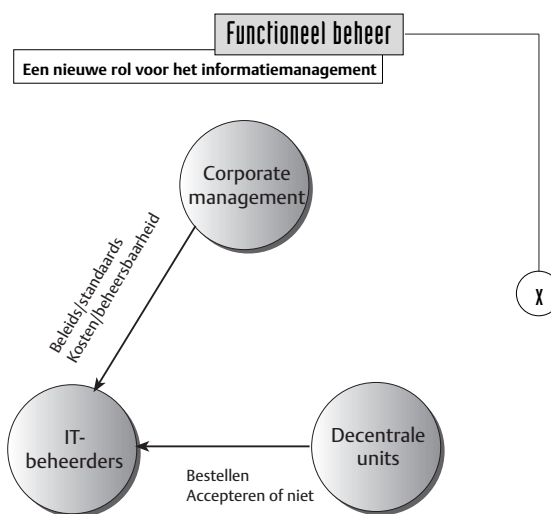 Functioneel beheer
Een nieuwe rol voor het informatiemanagement
Corporate
management
Beleids/standaards
Kosten/beheersbaarheid
X
IT-
beheerders
Decentrale
units
Bestellen
Accepteren of niet